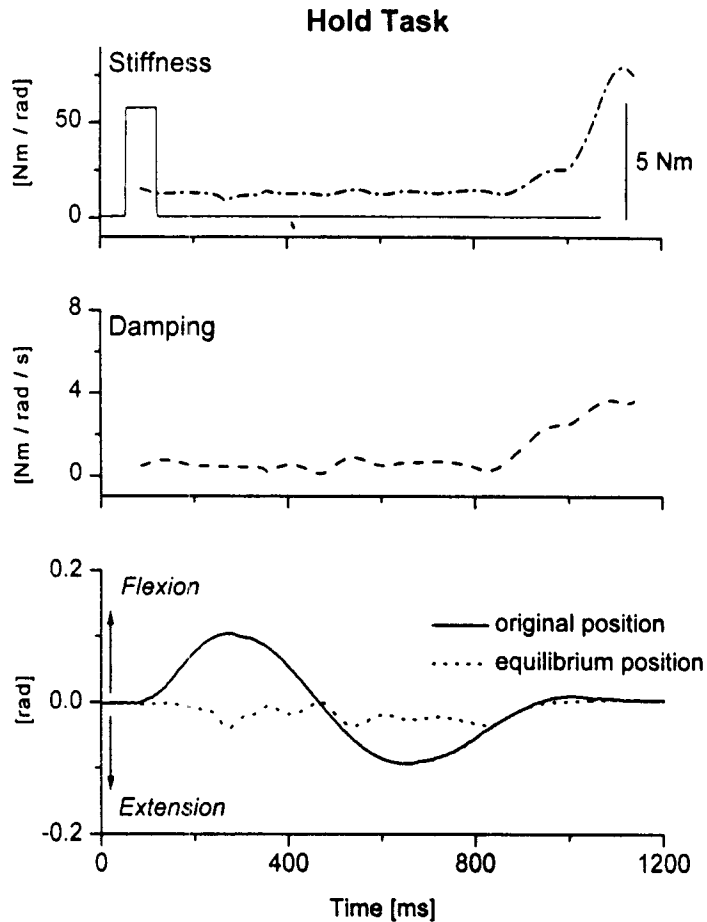 Hold Task
Stiffness
[Nm / rad]
50
0
5 Nm
Damping
[Nm / rad / s]
8
4
0
Flexion
original position
equilibrium position
[rad]
0.2
0.0
-0.2
Extension
0
400
800
1200
Time [ms]